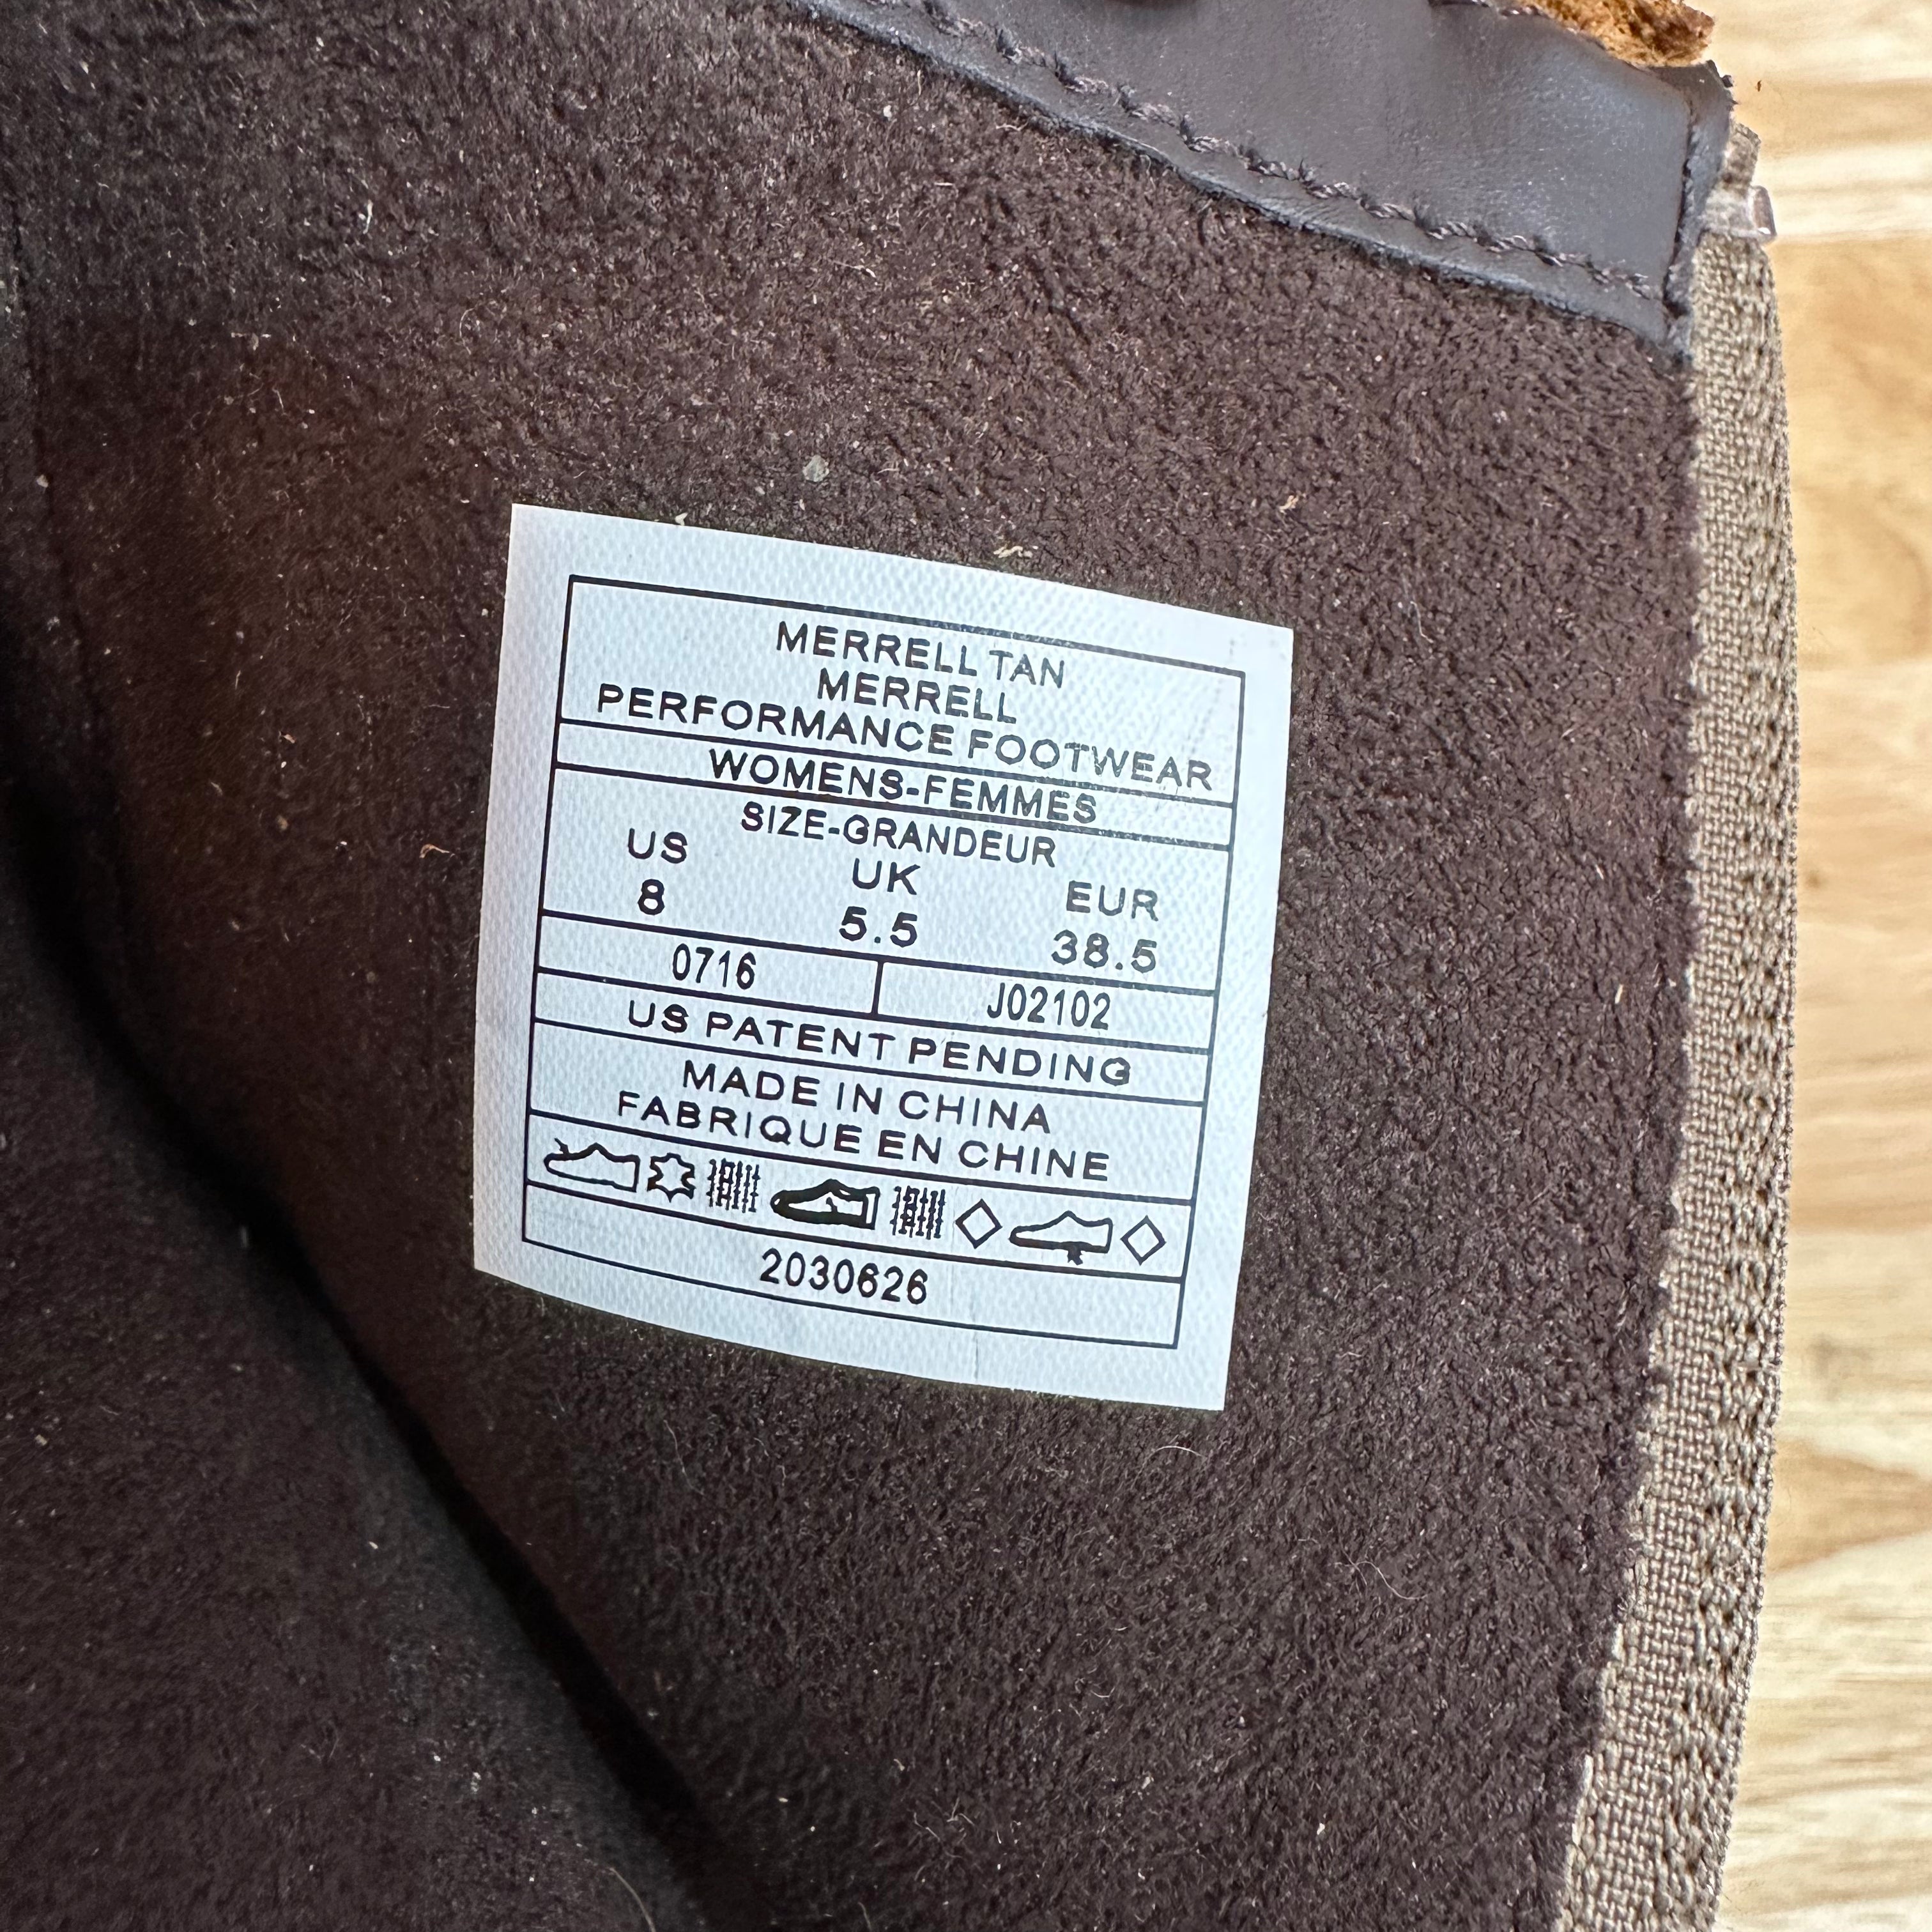 MERRELL TAN
MERRELL
PERFORMANCE FOOTWEAR
WOMENS-FEMMES
SIZE-GRANDEUR
US UK EUR
8 5.5 38.5
0716 J02102
US PATENT PENDING
MADE IN CHINA
FABRIQUE EN CHINE
2030626